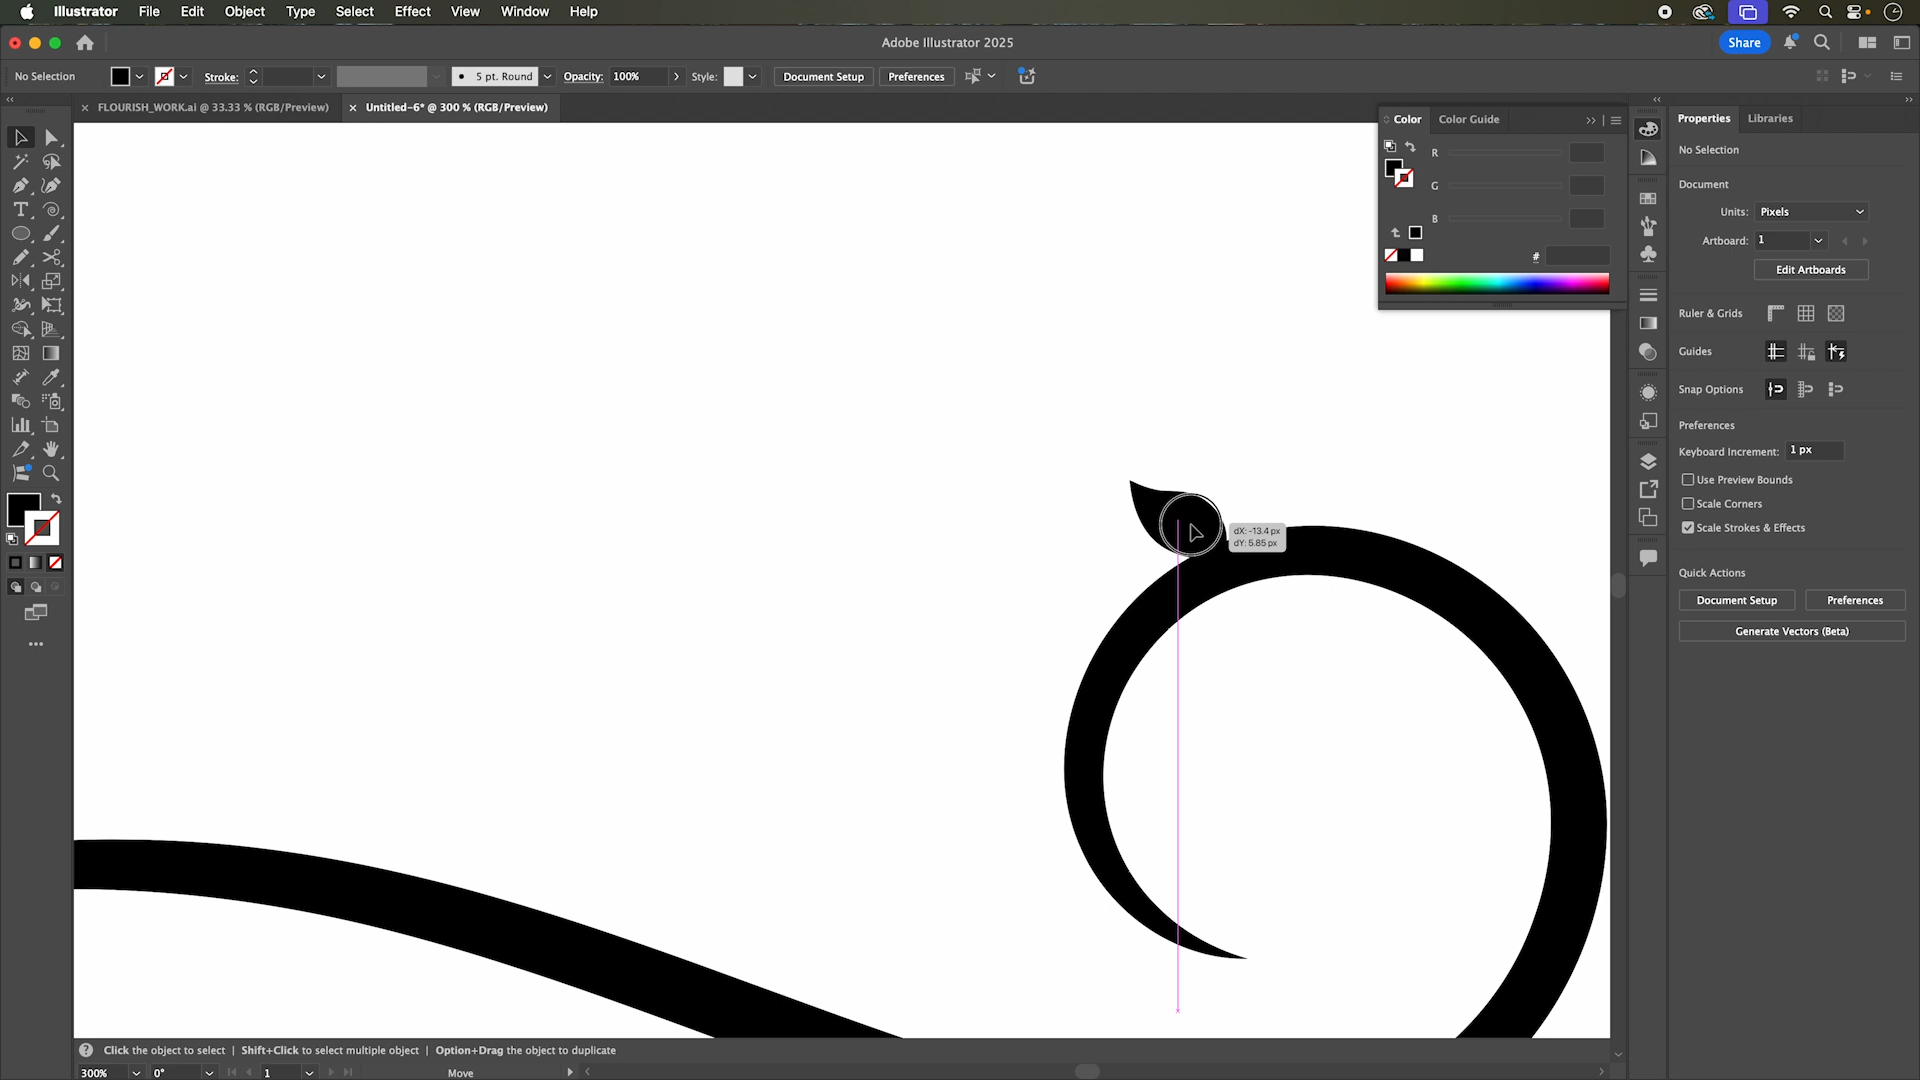 Illustrator File Edit Object Type Select Effect View Window Help
Adobe Illustrator 2025
Share
No Selection
Stroke:
5 pt. Round
Opacity: 100%
Style:
Document Setup
Preferences
FLOURISH_WORK.ai @ 33.33 % (RGB/Preview)
Untitled-6* @ 300 % (RGB/Preview)
Color
Color Guide
R
G
B
#
Properties
Libraries
No Selection
Document
Units: Pixels
Artboard: 1
Edit Artboards
Ruler & Grids
Guides
Snap Options
Preferences
Keyboard Increment: 1 px
Use Preview Bounds
Scale Corners
Scale Strokes & Effects
Quick Actions
Document Setup
Preferences
Generate Vectors (Beta)
dX: -13.4 px
dY: 5.85 px
Click the object to select | Shift+Click to select multiple object | Option+Drag the object to duplicate
300%
0°
1
Move